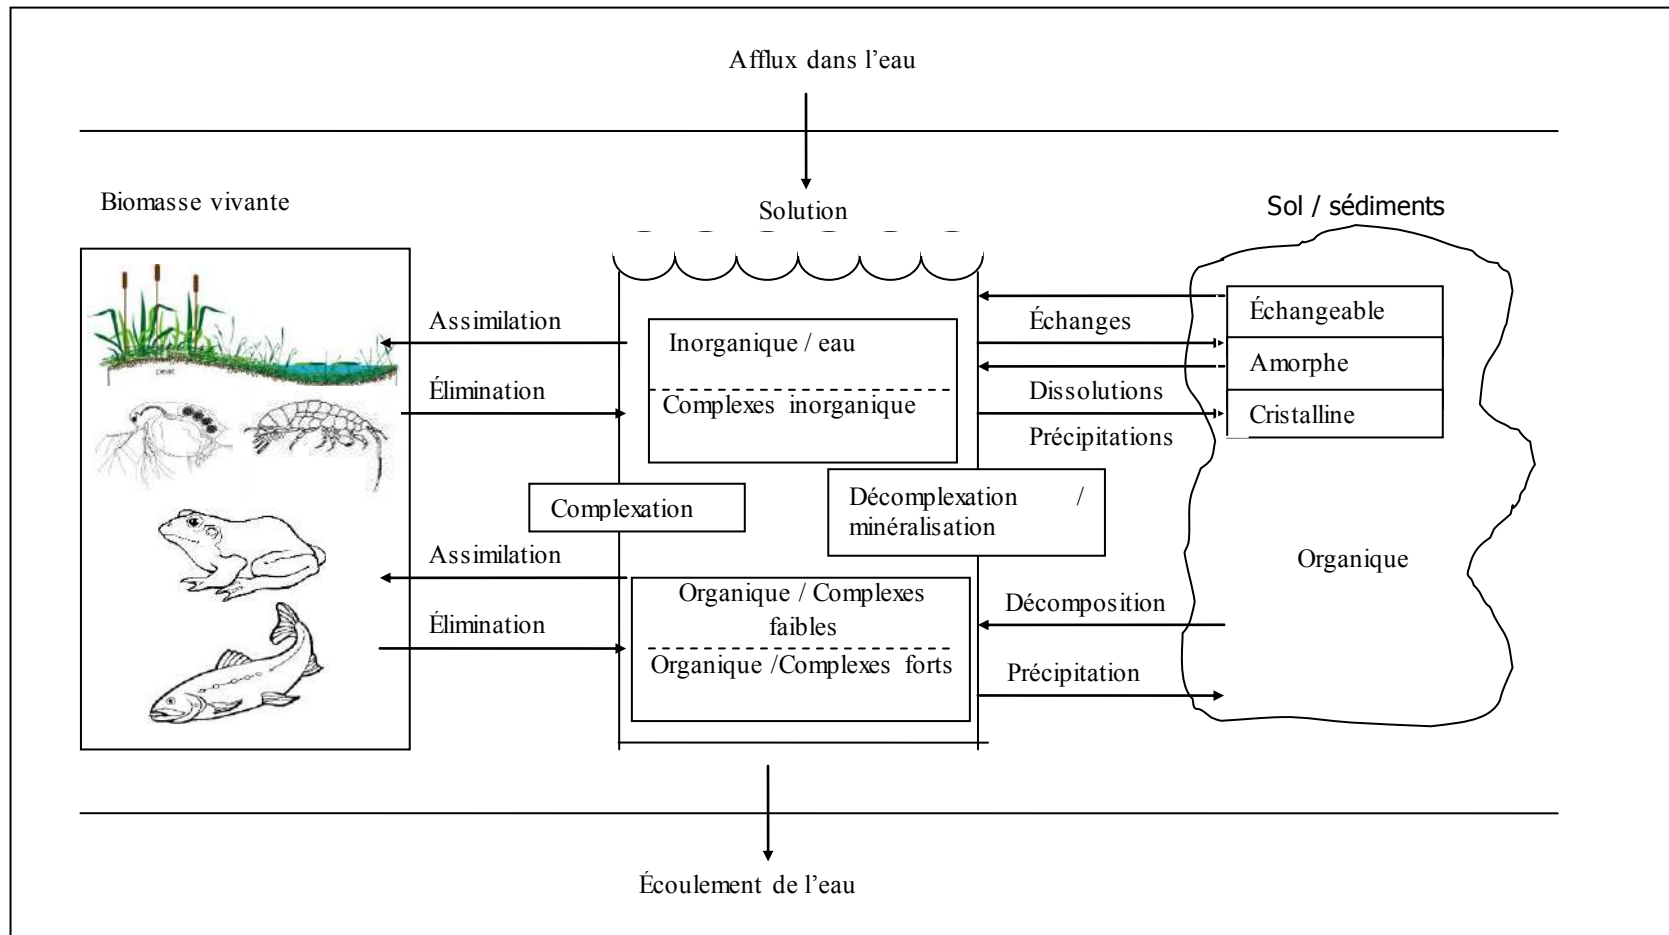 Afflux dans l'eau
Biomasse vivante
Solution
Sol / sédiments
peat
Assimilation
Élimination
Inorganique / eau
Complexes inorganique
Échanges
Dissolutions
Précipitations
Échangeable
Amorphe
Cristalline
Complexation
Décomplexation /
minéralisation
Assimilation
Élimination
Organique / Complexes
faibles
Organique /Complexes forts
Décomposition
Précipitation
Organique
Écoulement de l'eau